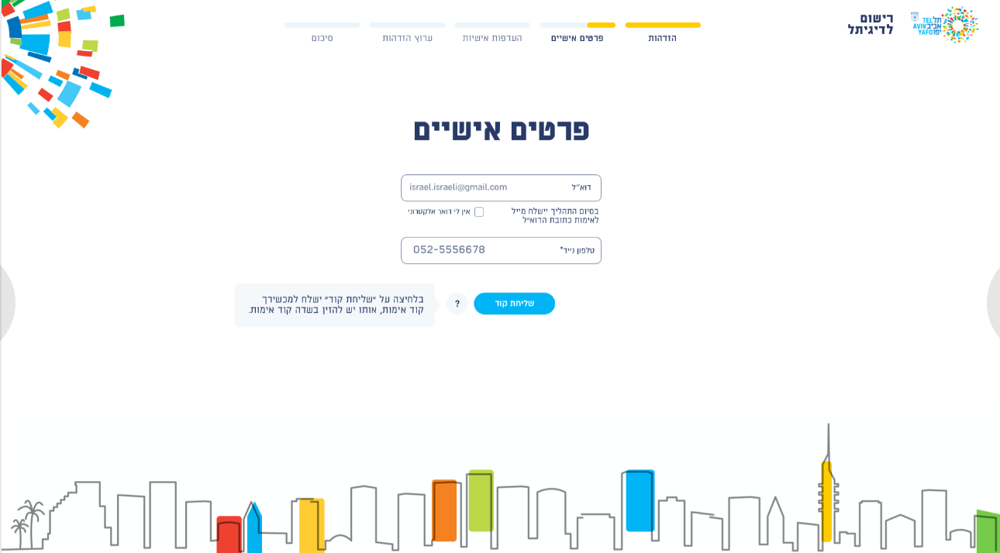 רישום
לדיגיתל
תל
אביב
יפו
TEL
AVIV
YAFO
הזדהות
פרטים אישיים
העדפות אישיות
ערוץ הזדהות
סיכום
פרטים אישיים
דוא"ל israel.israeli@gmail.com
בסיום התהליך יישלח מייל
לאימות כתובת הדוא"ל
אין לי דואר אלקטרוני
טלפון נייד* 052-5556678
שליחת קוד
?
בלחיצה על "שליחת קוד" ישלח למכשירך
קוד אימות, אותו יש להזין בשדה קוד אימות.